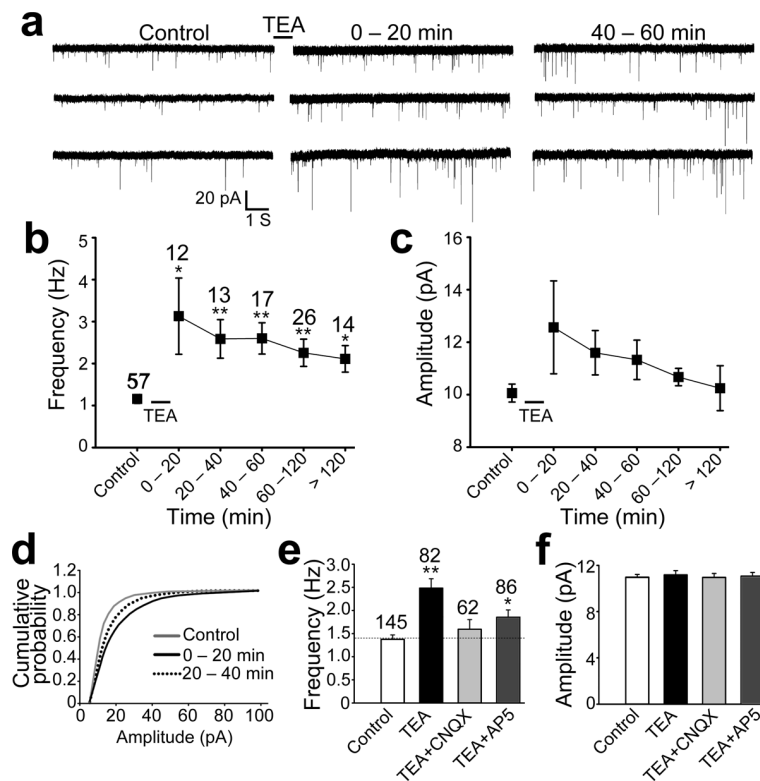 a
Control
TEA
0 – 20 min
40 – 60 min
20 pA
1 S
b
Frequency (Hz)
5
4
3
2
1
0
57
TEA
12
*
13
**
17
**
26
**
14
*
Control
0 – 20
20 – 40
40 – 60
60 –120
> 120
Time (min)
c
Amplitude (pA)
16
14
12
10
8
TEA
Control
0 – 20
20 – 40
40 – 60
60 –120
> 120
Time (min)
d
Cumulative
probability
1.2
1.0
0.8
0.6
0.4
0.2
0
Control
0 – 20 min
20 – 40 min
0
20
40
60
80
100
Amplitude (pA)
e
Frequency (Hz)
3.0
2.5
2.0
1.5
1.0
0.5
0
145
82
**
62
86
*
Control
TEA
TEA+CNQX
TEA+AP5
f
Amplitude (pA)
12
8
4
0
Control
TEA
TEA+CNQX
TEA+AP5